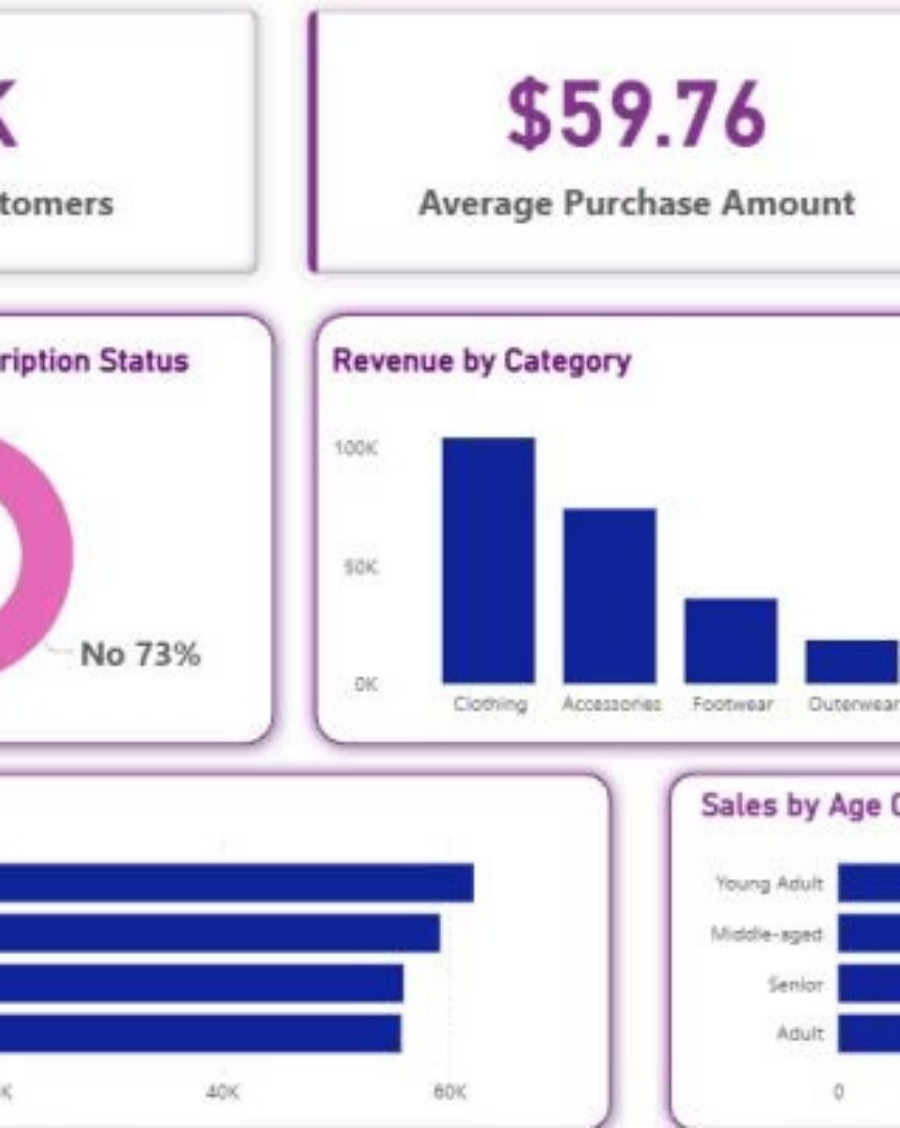 K
tomers
$59.76
Average Purchase Amount
ription Status
No 73%
Revenue by Category
100K
50K
0K
Clothing Accessories Footwear Outerwear
K 40K 60K
Sales by Age
Young Adult
Middle-aged
Senior
Adult
0